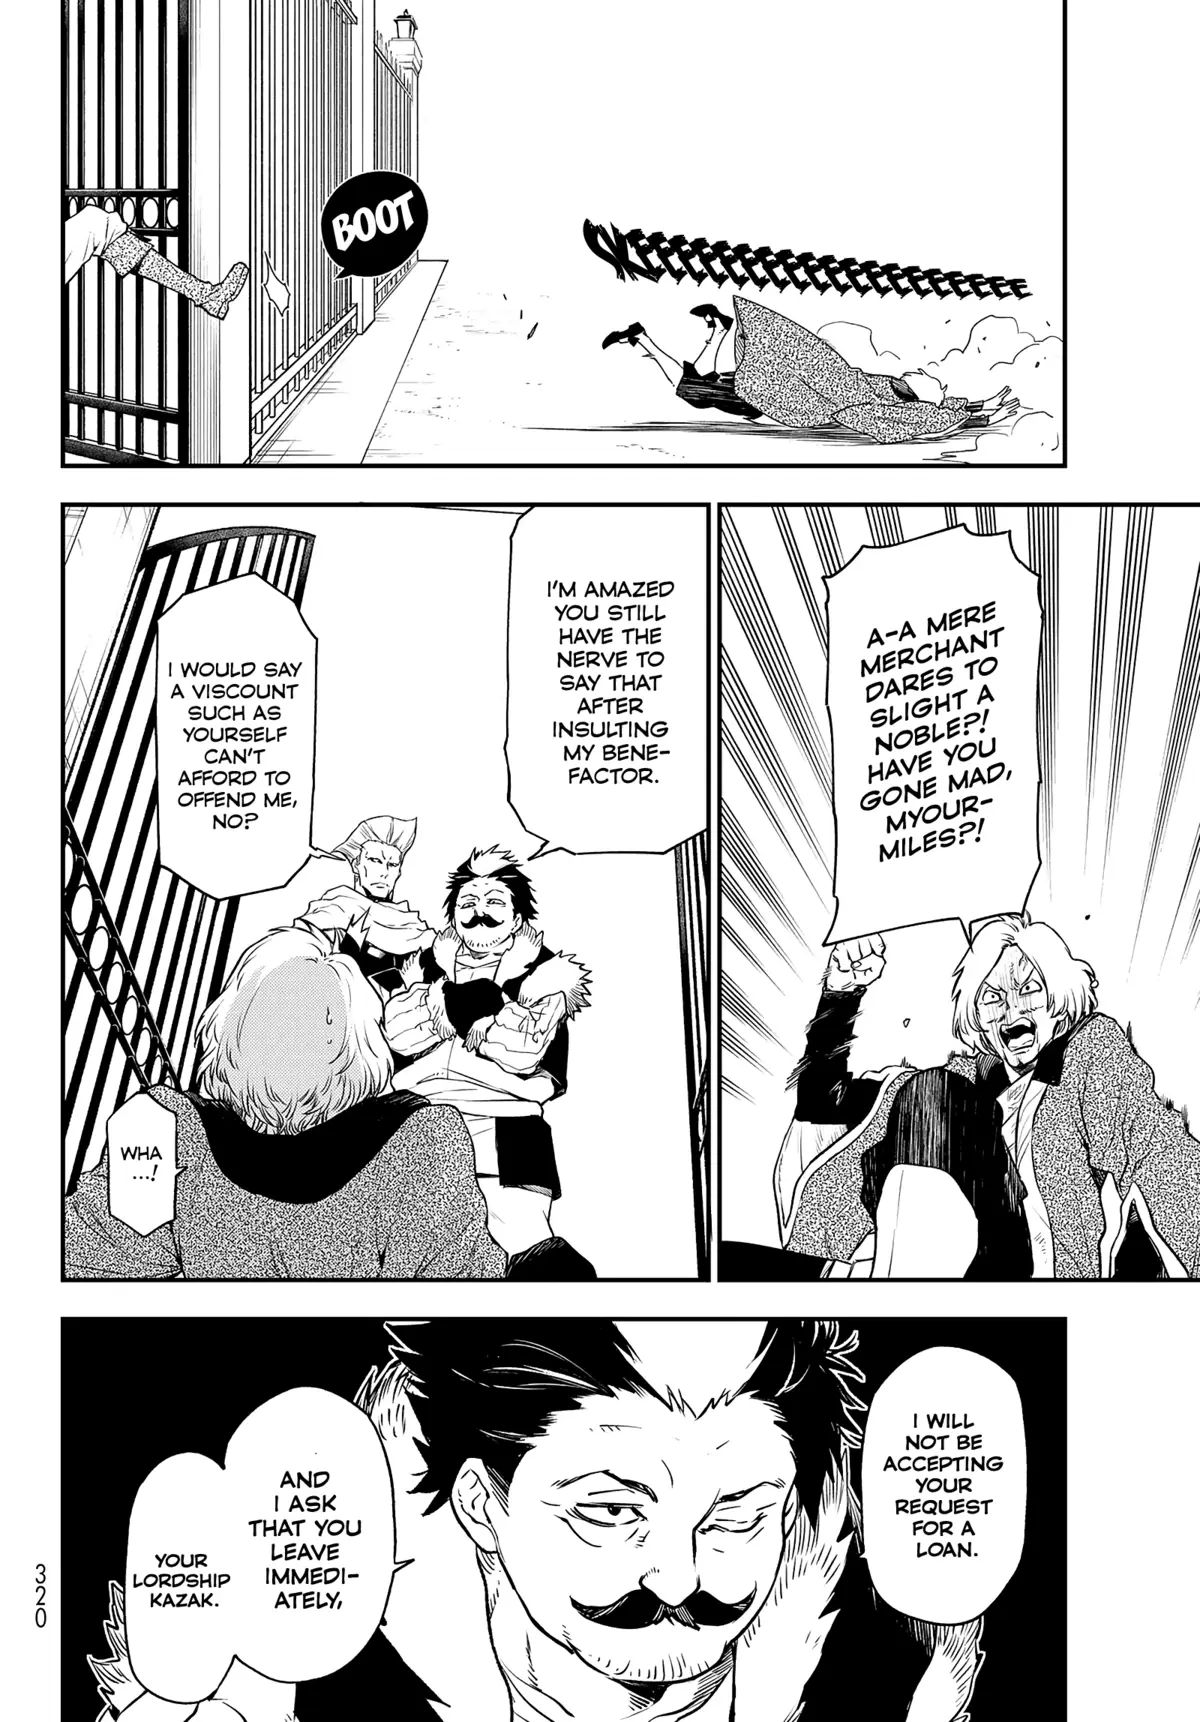 BOOT
SKEEEEEEEEEEEEEEEEEEE
A-A MERE
MERCHANT
DARES TO
SLIGHT A
NOBLE?!
HAVE YOU
GONE MAD,
MYOUR-
MILES?!
I'M AMAZED
YOU STILL
HAVE THE
NERVE TO
SAY THAT
AFTER
INSULTING
MY BENE-
FACTOR.
I WOULD SAY
A VISCOUNT
SUCH AS
YOURSELF
CAN'T
AFFORD TO
OFFEND ME,
NO?
WHA
...!
I WILL
NOT BE
ACCEPTING
YOUR
REQUEST
FOR A
LOAN.
AND
I ASK
THAT YOU
LEAVE
IMMEDI-
ATELY,
YOUR
LORDSHIP
KAZAK.
320